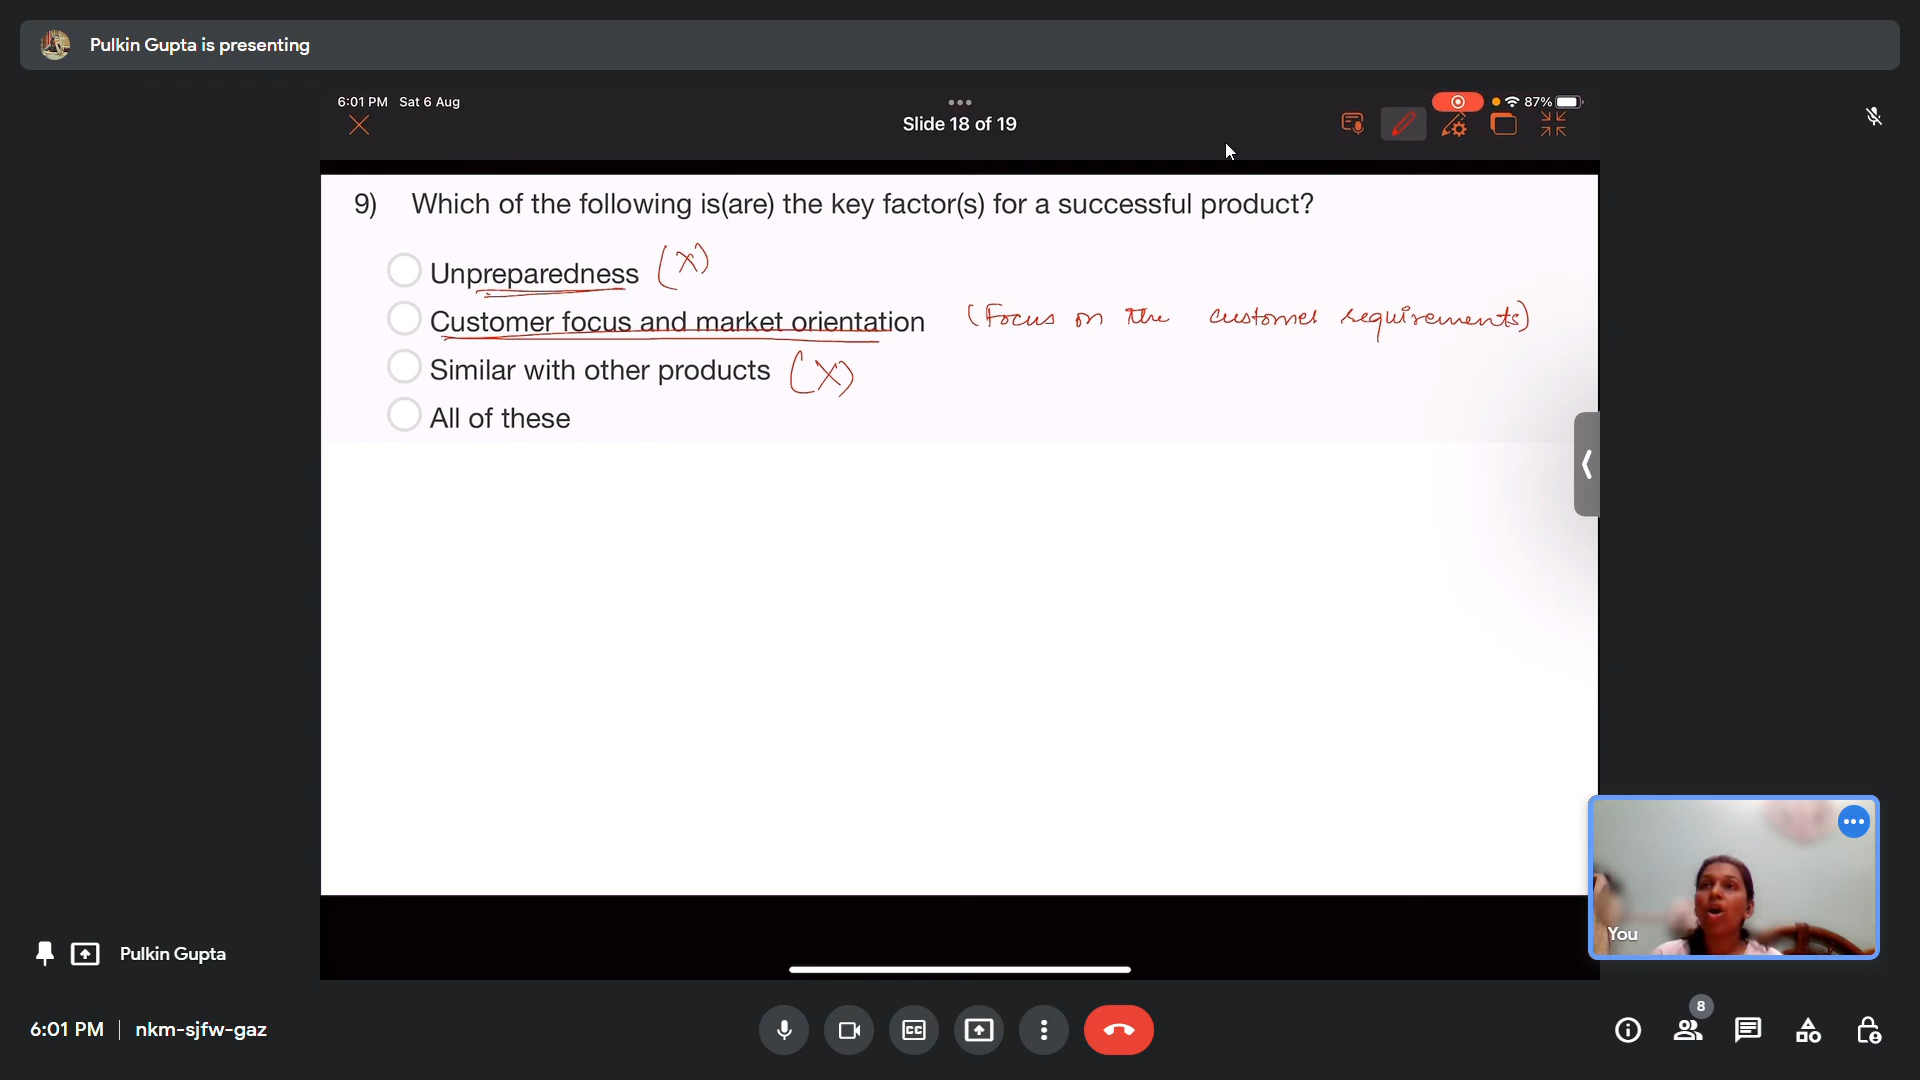 Pulkin Gupta is presenting
6:01 PM Sat 6 Aug
87%
Slide 18 of 19
9) Which of the following is(are) the key factor(s) for a successful product?
Unpreparedness (X)
Customer focus and market orientation (Focus on the customer requirements)
Similar with other products (X)
All of these
You
Pulkin Gupta
6:01 PM | nkm-sjfw-gaz
CC
8